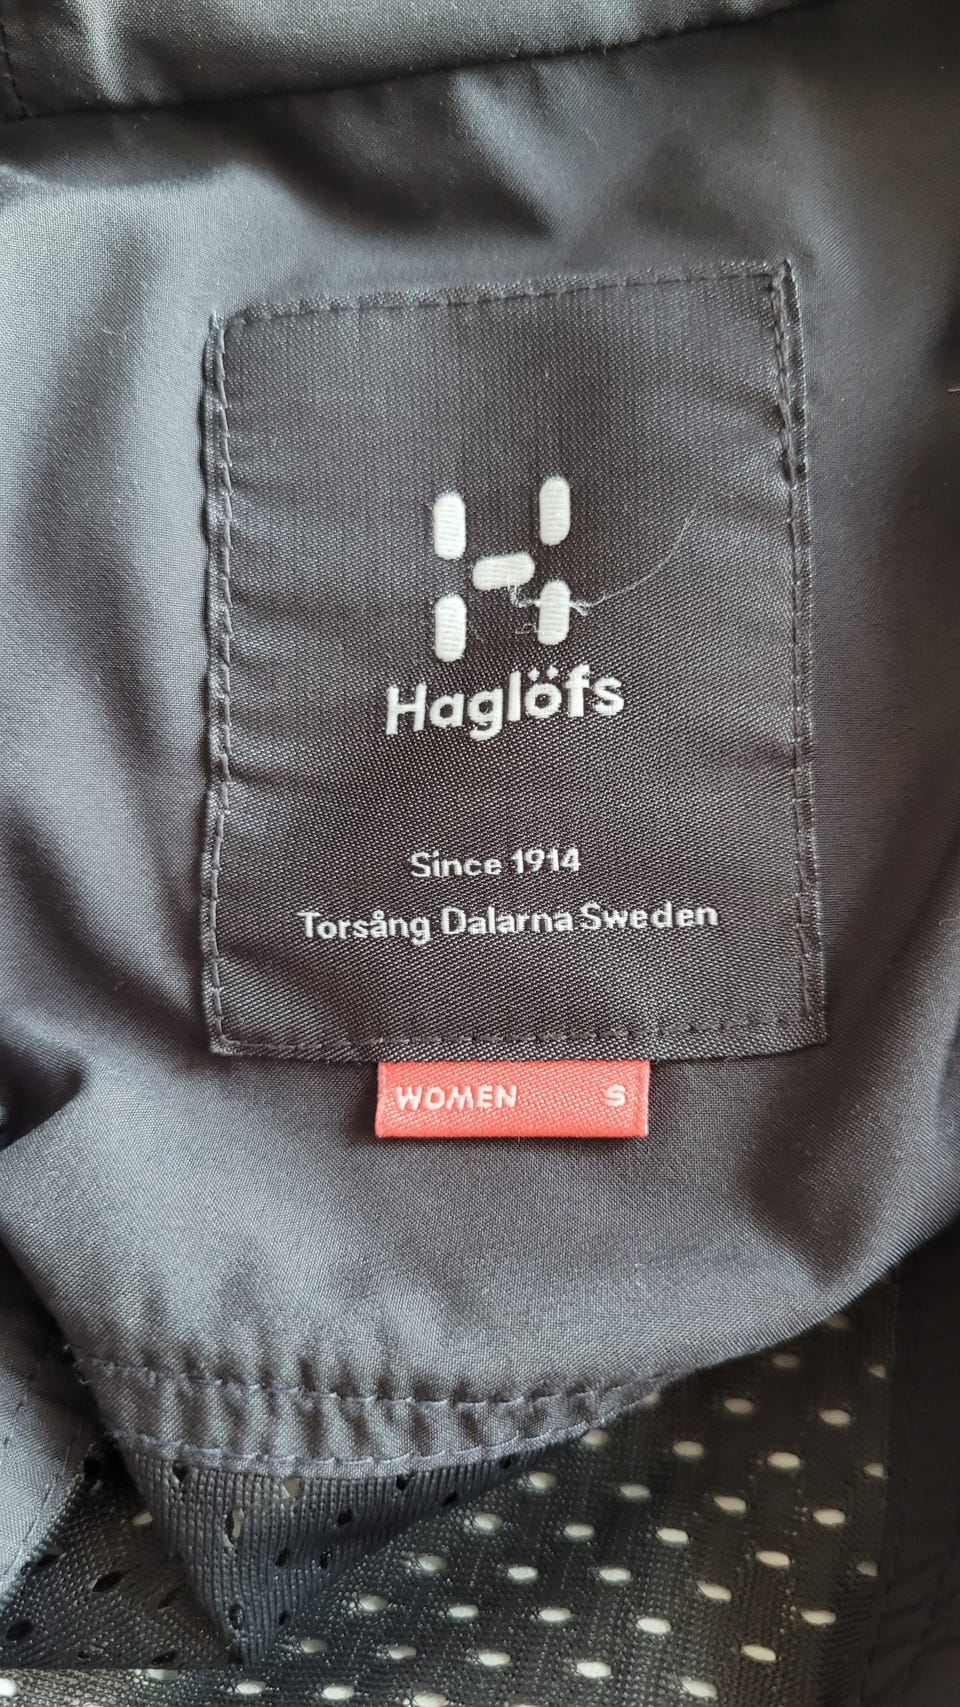 Haglöfs
Since 1914
Torsång Dalarna Sweden
WOMEN S